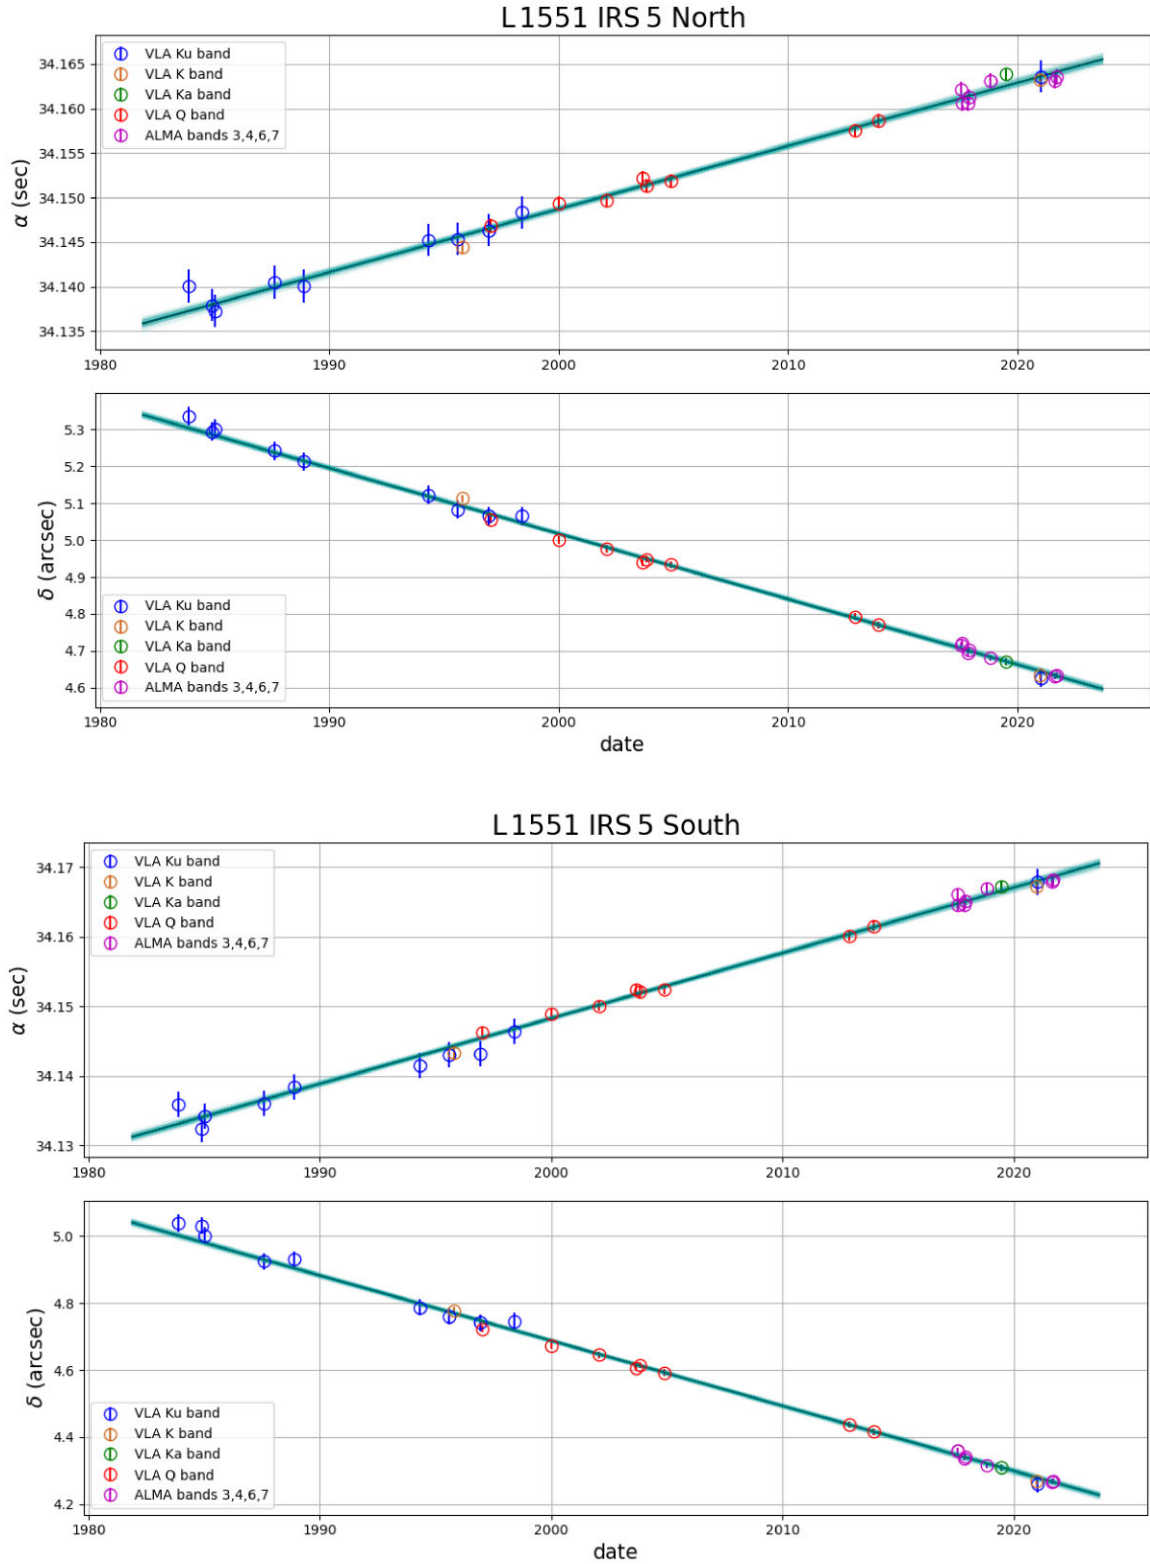 L1551 IRS 5 North
VLA Ku band
VLA K band
VLA Ka band
VLA Q band
ALMA bands 3,4,6,7
α (sec)
34.165
34.160
34.155
34.150
34.145
34.140
34.135
1980 1990 2000 2010 2020
δ (arcsec)
5.3
5.2
5.1
5.0
4.9
4.8
4.7
4.6
VLA Ku band
VLA K band
VLA Ka band
VLA Q band
ALMA bands 3,4,6,7
1980 1990 2000 2010 2020
date
L1551 IRS 5 South
VLA Ku band
VLA K band
VLA Ka band
VLA Q band
ALMA bands 3,4,6,7
α (sec)
34.17
34.16
34.15
34.14
34.13
1980 1990 2000 2010 2020
δ (arcsec)
5.0
4.8
4.6
4.4
4.2
VLA Ku band
VLA K band
VLA Ka band
VLA Q band
ALMA bands 3,4,6,7
1980 1990 2000 2010 2020
date